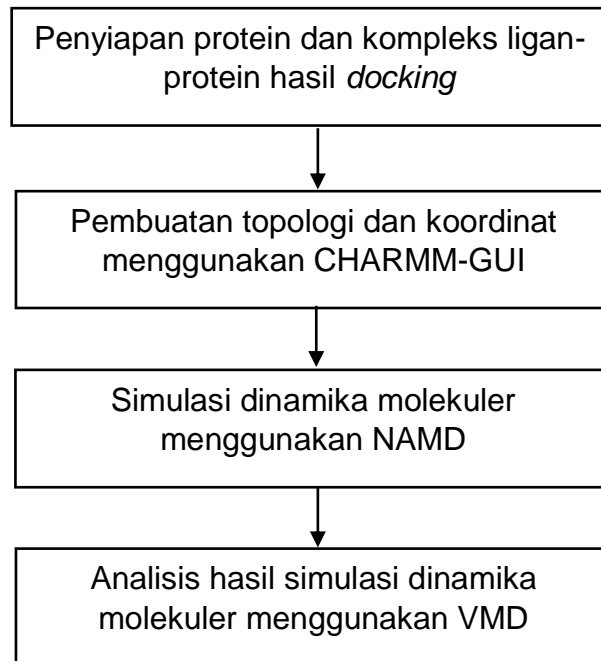 Penyiapan protein dan kompleks ligan-
protein hasil docking
Pembuatan topologi dan koordinat
menggunakan CHARMM-GUI
Simulasi dinamika molekuler
menggunakan NAMD
Analisis hasil simulasi dinamika
molekuler menggunakan VMD